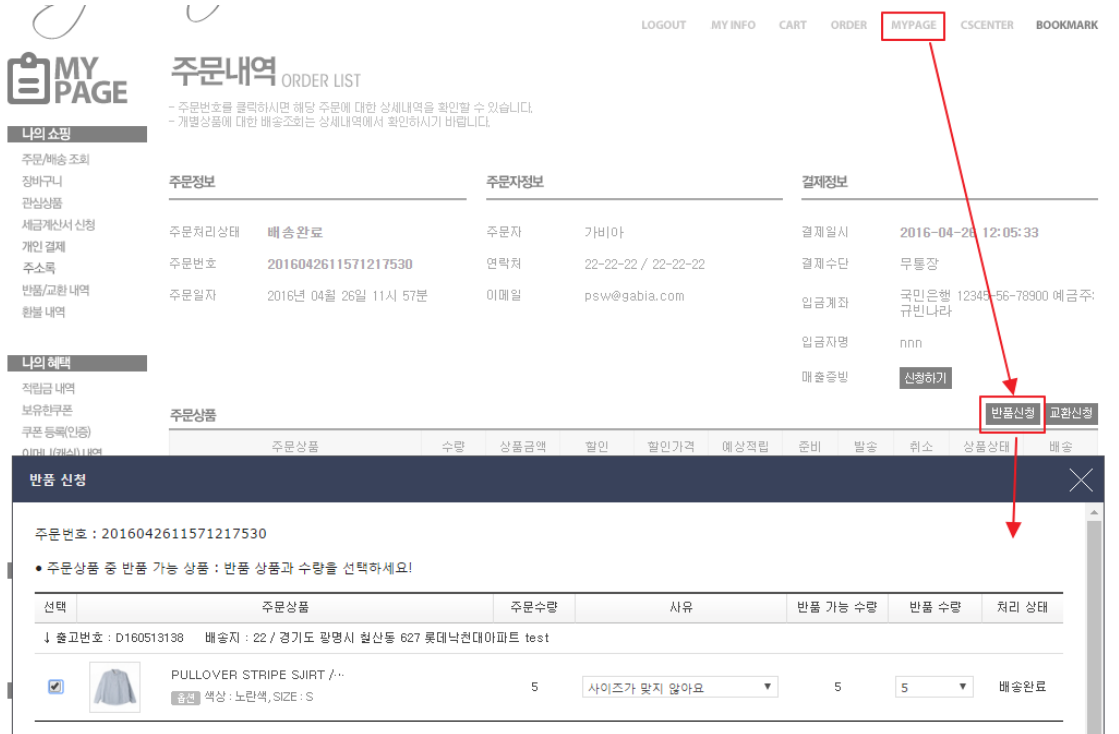 LOGOUT MY INFO CART ORDER MYPAGE CSCENTER BOOKMARK
MY PAGE
주문내역 ORDER LIST
- 주문번호를 클릭하시면 해당 주문에 대한 상세내역을 확인할 수 있습니다.
- 개별상품에 대한 배송조회는 상세내역에서 확인하시기 바랍니다.
나의 쇼핑
주문/배송 조회
장바구니
관심상품
세금계산서 신청
개인 결제
주소록
반품/교환 내역
환불 내역
나의 혜택
적립금 내역
보유한쿠폰
쿠폰 등록(인증)
이머니(캐쉬) 내역
주문정보
주문처리상태 배송완료
주문번호 2016042611571217530
주문일자 2016년 04월 26일 11시 57분
주문자정보
주문자 가비아
연락처 22-22-22 / 22-22-22
이메일 psw@gabia.com
결제정보
결제일시 2016-04-26 12:05:33
결제수단 무통장
입금계좌 국민은행 12345-56-78900 예금주:
규빈나라
입금자명 nnn
매출증빙 신청하기
주문상품 반품신청 교환신청
주문상품 수량 상품금액 할인 할인가격 예상적립 준비 발송 취소 상품상태 배송
반품 신청
주문번호 : 2016042611571217530
● 주문상품 중 반품 가능 상품 : 반품 상품과 수량을 선택하세요!
선택 주문상품 주문수량 사유 반품 가능 수량 반품 수량 처리 상태
↓ 출고번호 : D160513138 배송지 : 22 / 경기도 광명시 철산동 627 롯데낙천대아파트 test
PULLOVER STRIPE SJIRT /…
옵션 색상 : 노란색, SIZE : S
5 사이즈가 맞지 않아요 5 5 배송완료